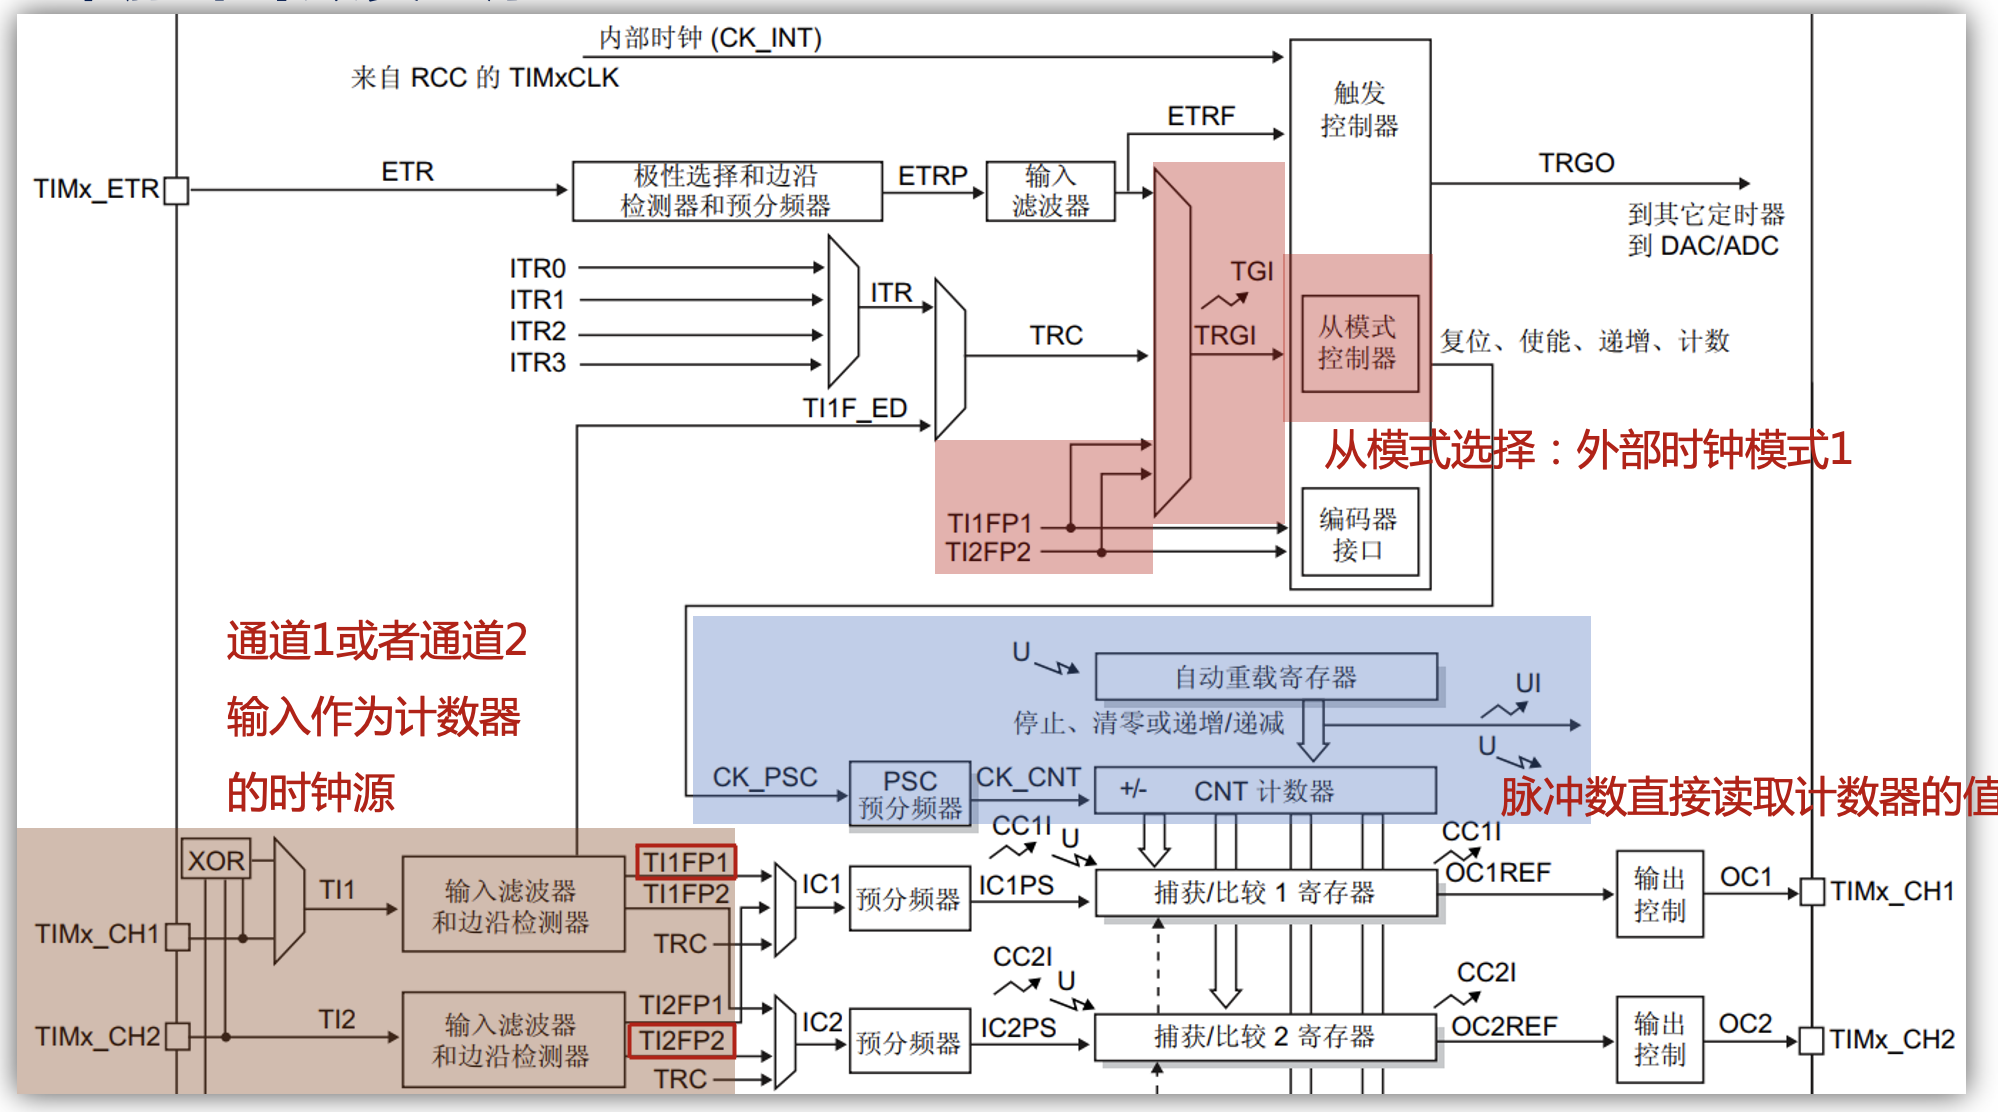 内部时钟 (CK_INT)
来自 RCC 的 TIMxCLK
触发
控制器
ETRF
TIMx_ETR
ETR
极性选择和边沿
检测器和预分频器
ETRP
输入
滤波器
TRGO
到其它定时器
到 DAC/ADC
ITR0
ITR1
ITR2
ITR3
ITR
TRC
TI1F_ED
TGI
TRGI
从模式
控制器
复位、使能、递增、计数
从模式选择：外部时钟模式1
TI1FP1
TI2FP2
编码器
接口
通道1或者通道2
输入作为计数器
的时钟源
U
自动重载寄存器
UI
停止、清零或递增/递减
U
CK_PSC
PSC
预分频器
CK_CNT
+/-
CNT 计数器
脉冲数直接读取计数器的值
XOR
TI1
TIMx_CH1
输入滤波器
和边沿检测器
TI1FP1
TI1FP2
TRC
IC1
预分频器
IC1PS
CC1I
U
捕获/比较 1 寄存器
CC1I
OC1REF
输出
控制
OC1
TIMx_CH1
TIMx_CH2
TI2
输入滤波器
和边沿检测器
TI2FP1
TI2FP2
TRC
IC2
预分频器
IC2PS
CC2I
U
捕获/比较 2 寄存器
CC2I
OC2REF
输出
控制
OC2
TIMx_CH2